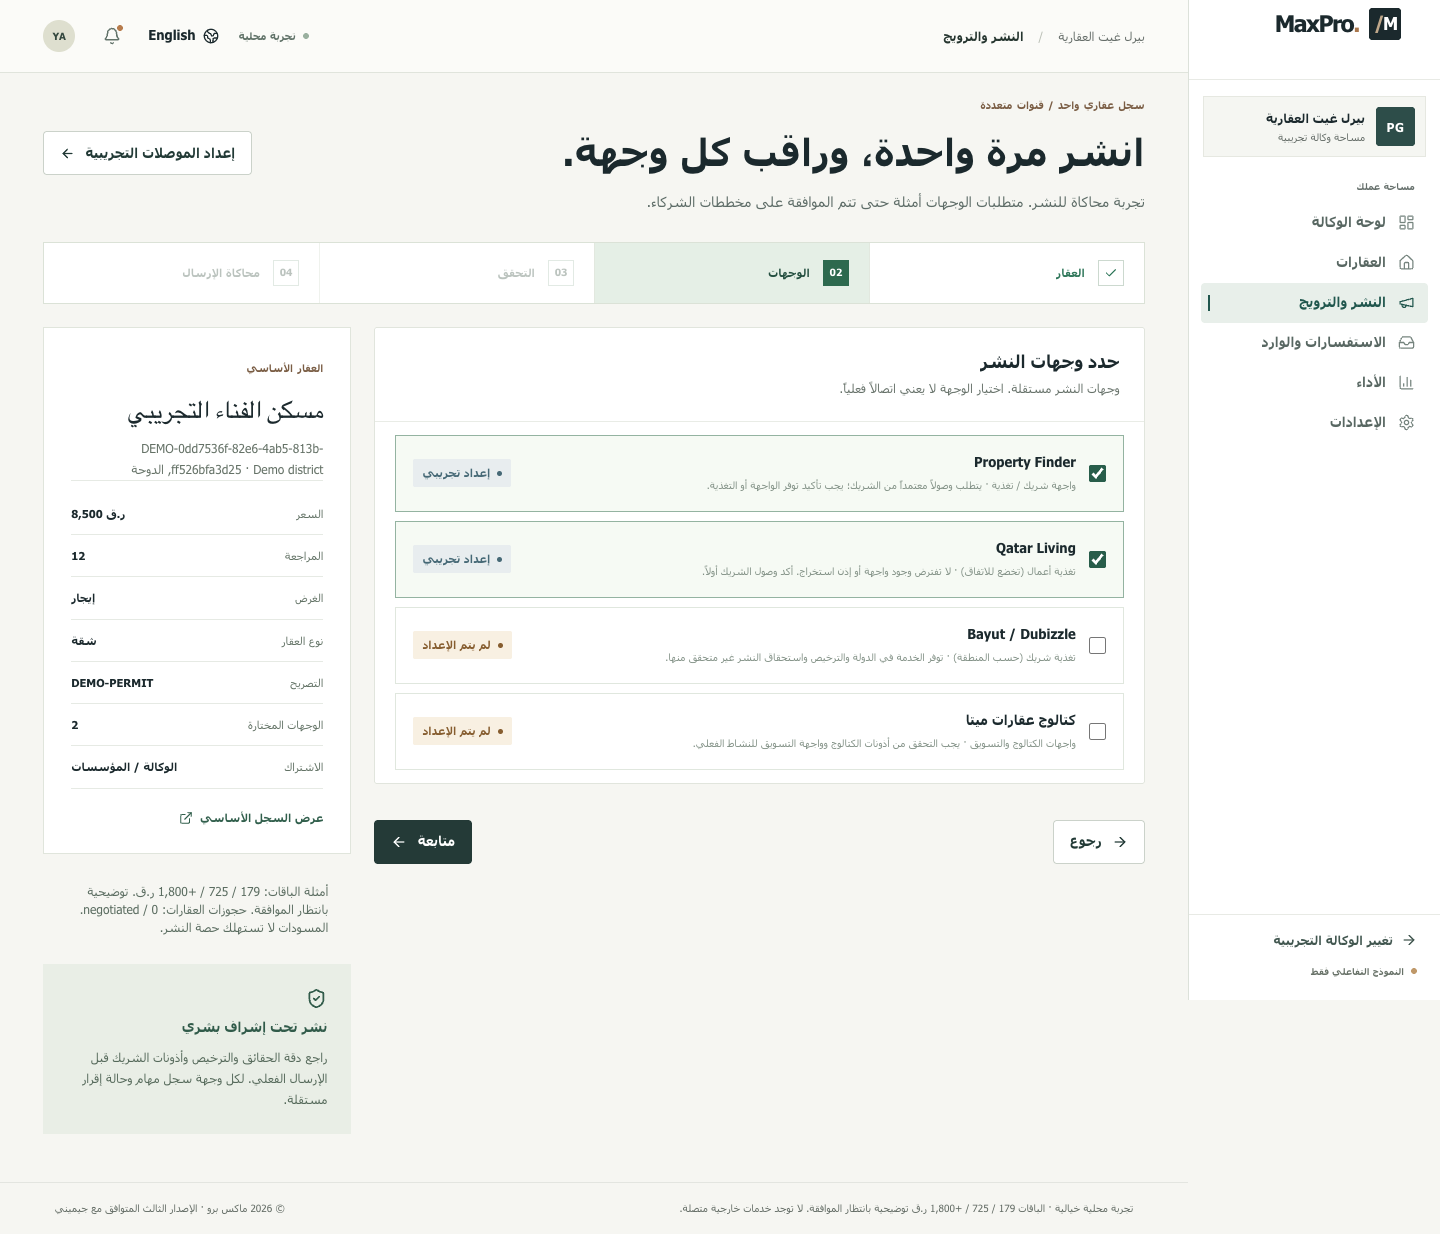 MaxPro.
/M
بيرل غيت العقارية
مساحة وكالة تجريبية
PG
مساحة عملك
لوحة الوكالة
العقارات
النشر والترويج
الاستفسارات والوارد
الأداء
الإعدادات
تغيير الوكالة التجريبية
النموذج التفاعلي فقط
بيرل غيت العقارية / النشر والترويج
تجربة محلية
English
YA
سجل عقاري واحد / قنوات متعددة
انشر مرة واحدة، وراقب كل وجهة.
تجربة محاكاة للنشر. متطلبات الوجهات أمثلة حتى تتم الموافقة على مخططات الشركاء.
إعداد الموصلات التجريبية
العقار
02 الوجهات
03 التحقق
04 محاكاة الإرسال
حدد وجهات النشر
وجهات النشر مستقلة. اختيار الوجهة لا يعني اتصالاً فعلياً.
Property Finder
واجهة شريك / تغذية · يتطلب وصولاً معتمداً من الشريك؛ يجب تأكيد توفر الواجهة أو التغذية.
إعداد تجريبي
Qatar Living
تغذية أعمال (تخضع للاتفاق) · لا تفترض وجود واجهة أو إذن استخراج. أكد وصول الشريك أولاً.
إعداد تجريبي
Bayut / Dubizzle
تغذية شريك (حسب المنطقة) · توفر الخدمة في الدولة والترخيص واستحقاق النشر غير متحقق منها.
لم يتم الإعداد
كتالوج عقارات ميتا
واجهات الكتالوج والتسويق · يجب التحقق من أذونات الكتالوج وواجهة التسويق للنشاط الفعلي.
لم يتم الإعداد
رجوع
متابعة
العقار الأساسي
مسكن الفناء التجريبي
DEMO-0dd7536f-82e6-4ab5-813b-
ff526bfa3d25 · Demo district, الدوحة
السعر 8,500 ر.ق
المراجعة 12
الغرض إيجار
نوع العقار شقة
التصريح DEMO-PERMIT
الوجهات المختارة 2
الاشتراك الوكالة / المؤسسات
عرض السجل الأساسي
أمثلة الباقات: 179 / 725 / +1,800 ر.ق. توضيحية
بانتظار الموافقة. حجوزات العقارات: 0 / negotiated.
المسودات لا تستهلك حصة النشر.
نشر تحت إشراف بشري
راجع دقة الحقائق والترخيص وأذونات الشريك قبل
الإرسال الفعلي. لكل وجهة سجل مهام وحالة إقرار
مستقلة.
تجربة محلية خيالية · الباقات 179 / 725 / +1,800 ر.ق توضيحية بانتظار الموافقة. لا توجد خدمات خارجية متصلة.
© 2026 ماكس برو · الإصدار الثالث المتوافق مع جيميني